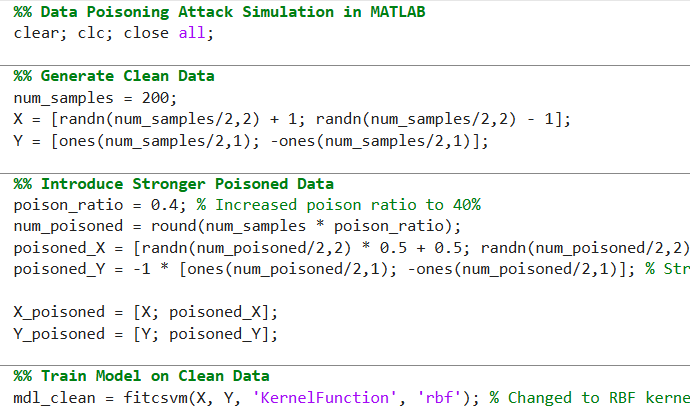 %% Data Poisoning Attack Simulation in MATLAB
clear; clc; close all;
%% Generate Clean Data
num_samples = 200;
X = [randn(num_samples/2,2) + 1; randn(num_samples/2,2) - 1];
Y = [ones(num_samples/2,1); -ones(num_samples/2,1)];
%% Introduce Stronger Poisoned Data
poison_ratio = 0.4; % Increased poison ratio to 40%
num_poisoned = round(num_samples * poison_ratio);
poisoned_X = [randn(num_poisoned/2,2) * 0.5 + 0.5; randn(num_poisoned/2,2)
poisoned_Y = -1 * [ones(num_poisoned/2,1); -ones(num_poisoned/2,1)]; % Str
X_poisoned = [X; poisoned_X];
Y_poisoned = [Y; poisoned_Y];
%% Train Model on Clean Data
mdl_clean = fitcsvm(X, Y, 'KernelFunction', 'rbf'); % Changed to RBF kerne